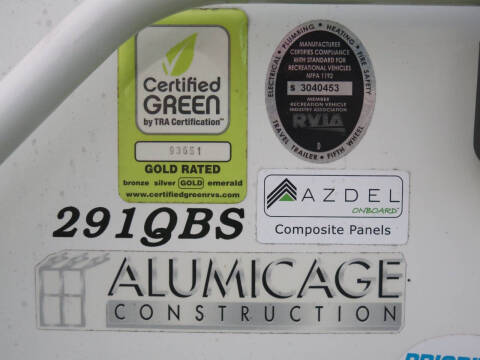 Certified
GREEN
by TRA Certification
GOLD RATED
bronze silver GOLD emerald
www.certifiedgreenrvs.com
ELECTRICAL - PLUMBING - HEATING - FIRE SAFETY
MANUFACTURER
CERTIFIES COMPLIANCE
WITH STANDARD FOR
RECREATIONAL VEHICLES
NFPA 1192
S 3040453
MEMBER
RECREATION VEHICLE
INDUSTRY ASSOCIATION
RVIA
TRAVEL TRAILER - FIFTH WHEEL
AZDEL
ONBOARD
Composite Panels
291QBS
ALUMICAGE
CONSTRUCTION